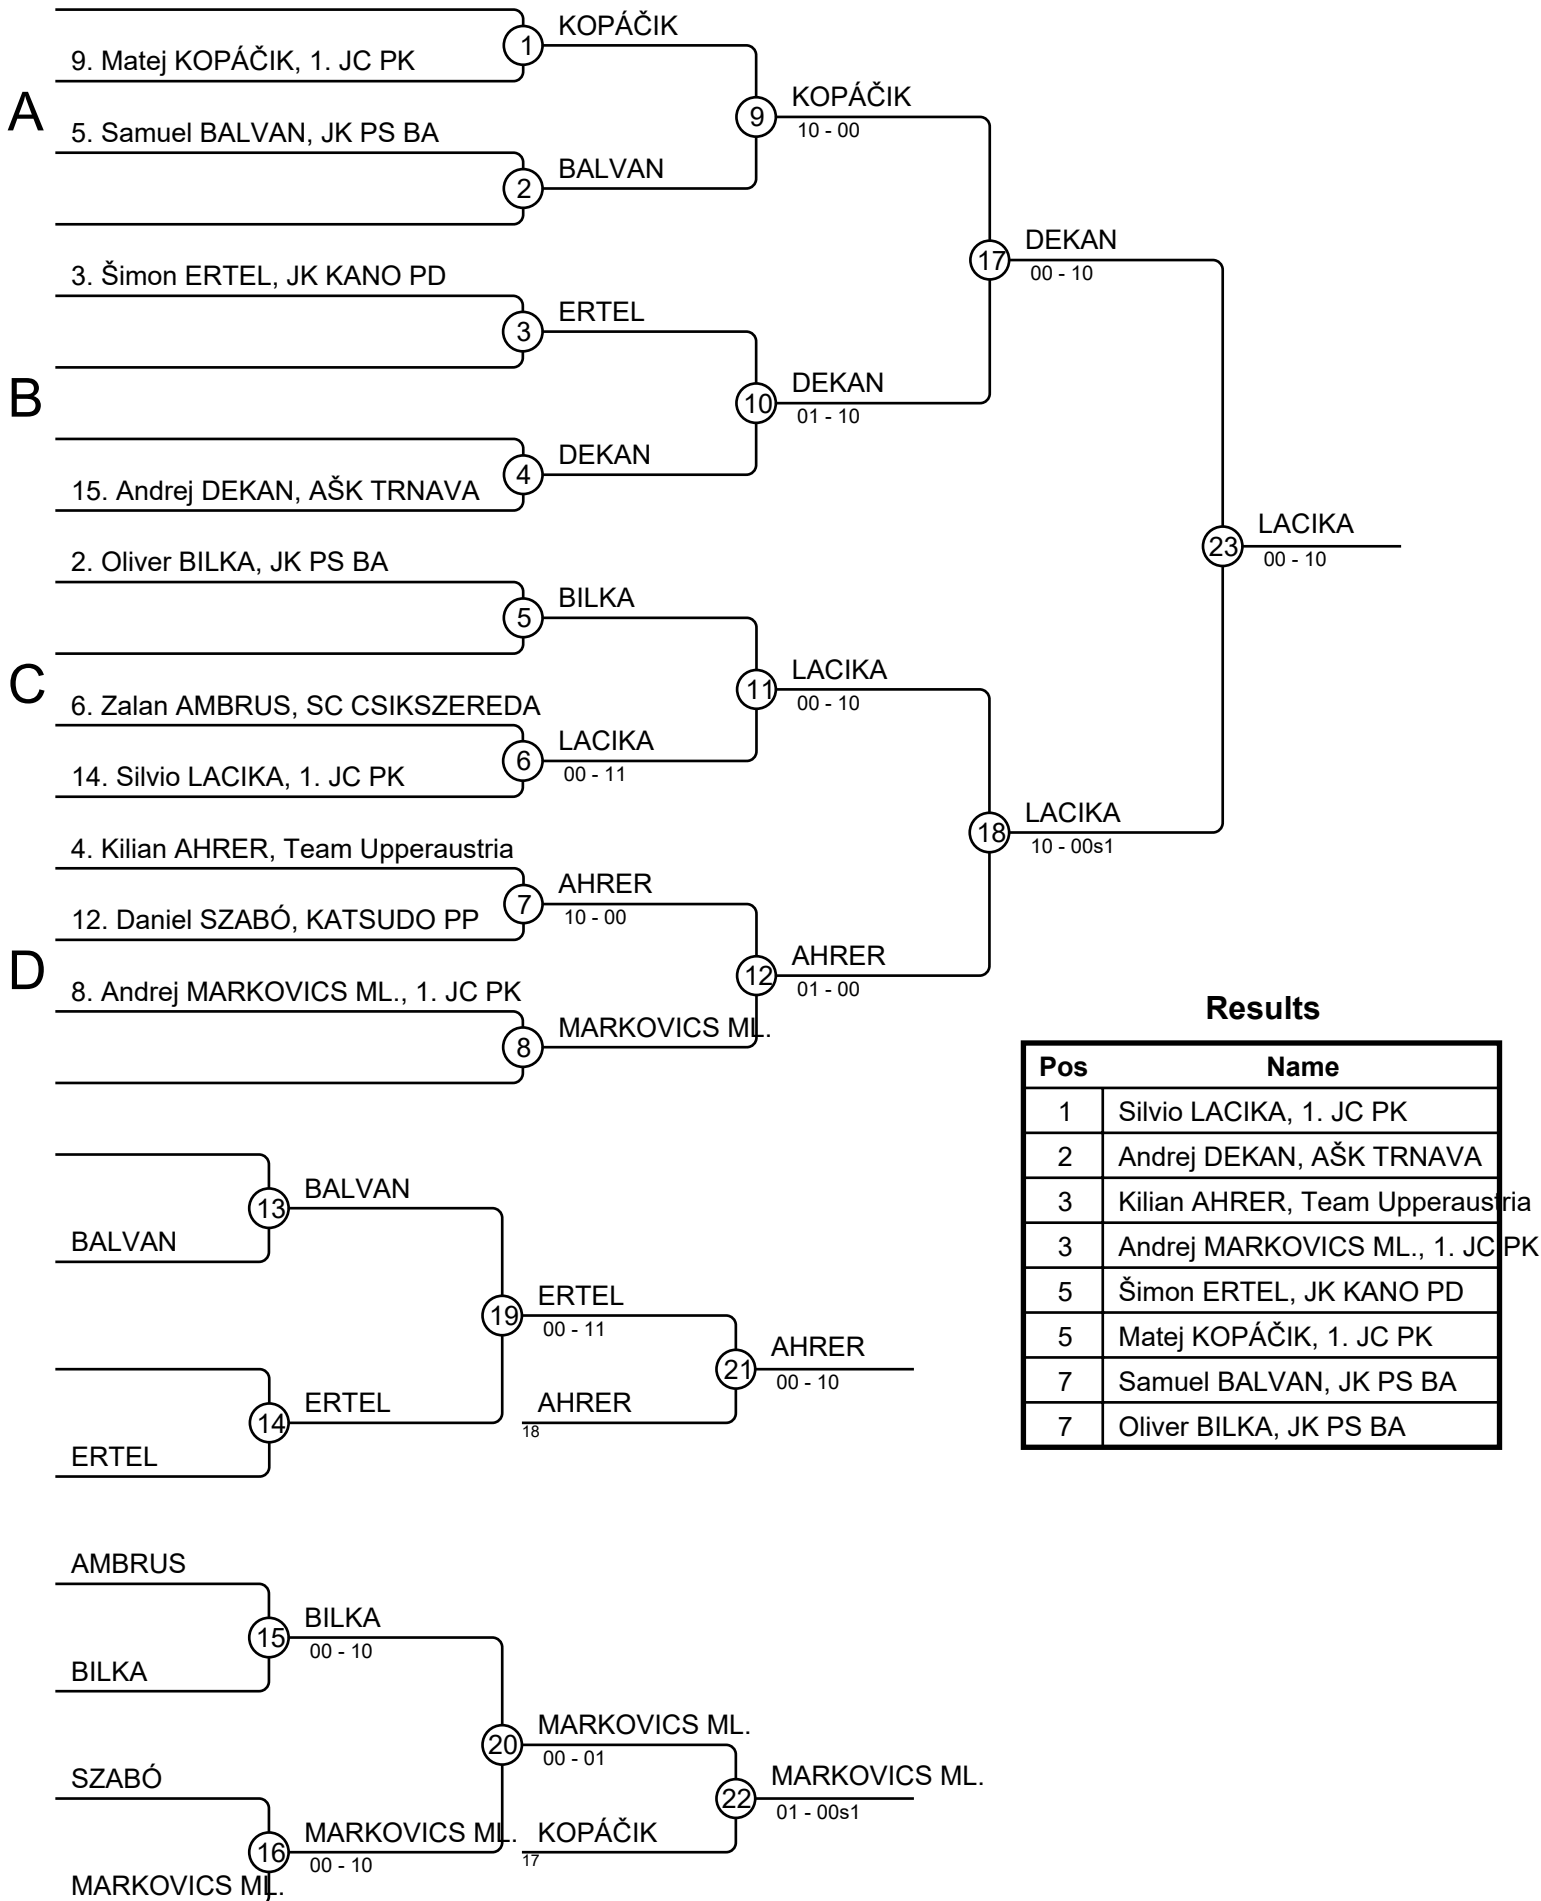 KOPÁČIK
1
9. Matej KOPÁČIK, 1. JC PK
KOPÁČIK
9
10 - 00
A
5. Samuel BALVAN, JK PS BA
BALVAN
2
DEKAN
17
00 - 10
3. Šimon ERTEL, JK KANO PD
ERTEL
3
DEKAN
10
01 - 10
B
DEKAN
4
15. Andrej DEKAN, AŠK TRNAVA
LACIKA
23
00 - 10
2. Oliver BILKA, JK PS BA
BILKA
5
LACIKA
11
00 - 10
C
6. Zalan AMBRUS, SC CSIKSZEREDA
LACIKA
6
00 - 11
14. Silvio LACIKA, 1. JC PK
LACIKA
18
10 - 00s1
4. Kilian AHRER, Team Upperaustria
AHRER
7
10 - 00
12. Daniel SZABÓ, KATSUDO PP
AHRER
12
01 - 00
D
8. Andrej MARKOVICS ML., 1. JC PK
MARKOVICS ML.
8
Results
Pos Name
1 Silvio LACIKA, 1. JC PK
2 Andrej DEKAN, AŠK TRNAVA
3 Kilian AHRER, Team Upperaustria
3 Andrej MARKOVICS ML., 1. JC PK
5 Šimon ERTEL, JK KANO PD
5 Matej KOPÁČIK, 1. JC PK
7 Samuel BALVAN, JK PS BA
7 Oliver BILKA, JK PS BA
BALVAN
13
BALVAN
ERTEL
19
00 - 11
AHRER
21
00 - 10
ERTEL
14
AHRER
18
ERTEL
AMBRUS
BILKA
15
00 - 10
BILKA
MARKOVICS ML.
20
00 - 01
SZABÓ
MARKOVICS ML.
22
01 - 00s1
MARKOVICS ML.
16
00 - 10
KOPÁČIK
17
MARKOVICS ML.